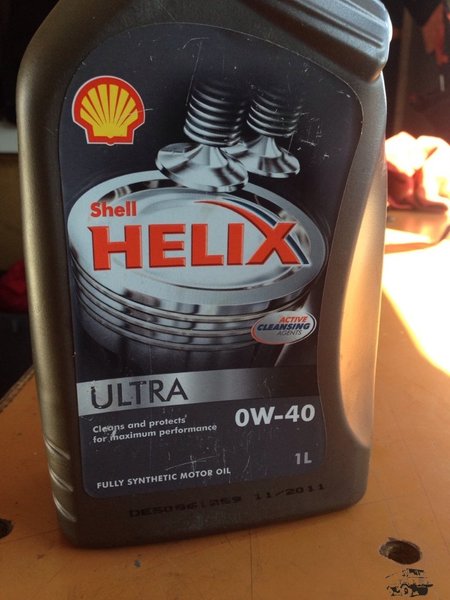 Shell
HELIX
ACTIVE
CLEANSING
AGENTS
ULTRA
Cleans and protects
for maximum performance
0W-40
1L
FULLY SYNTHETIC MOTOR OIL
11/2011